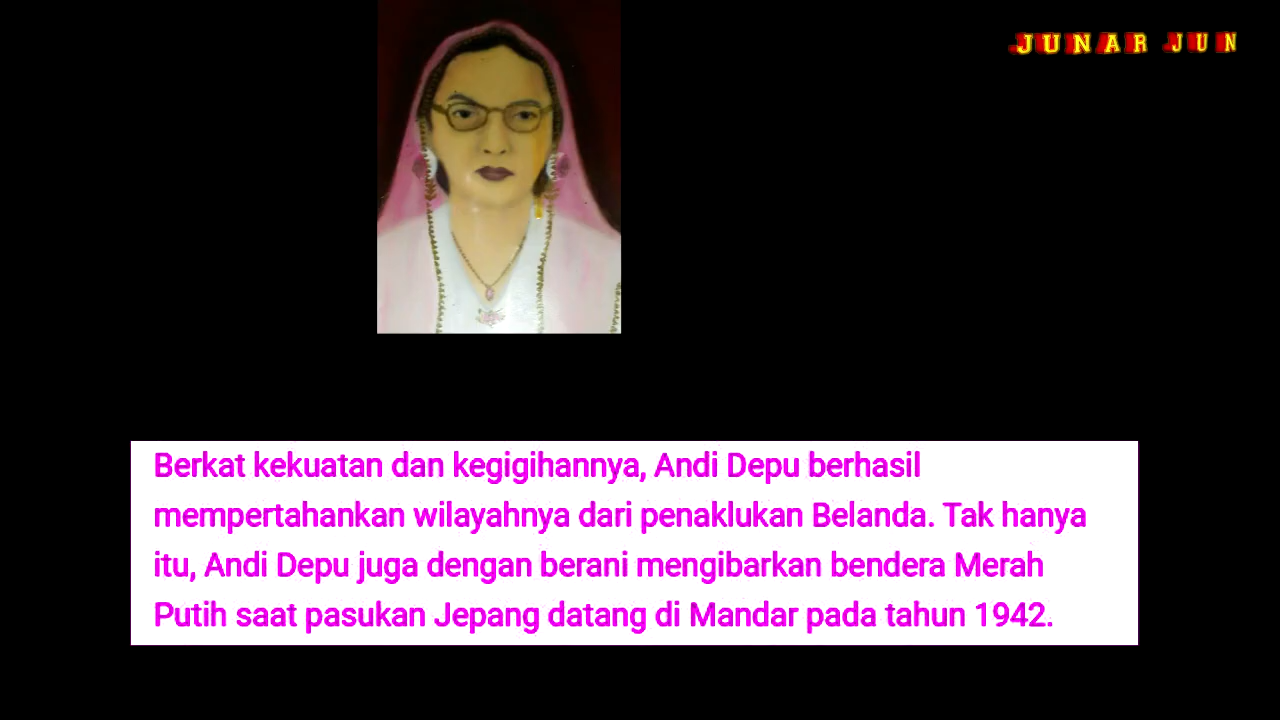 JUNAR JUN
Berkat kekuatan dan kegigihannya, Andi Depu berhasil
mempertahankan wilayahnya dari penaklukan Belanda. Tak hanya
itu, Andi Depu juga dengan berani mengibarkan bendera Merah
Putih saat pasukan Jepang datang di Mandar pada tahun 1942.